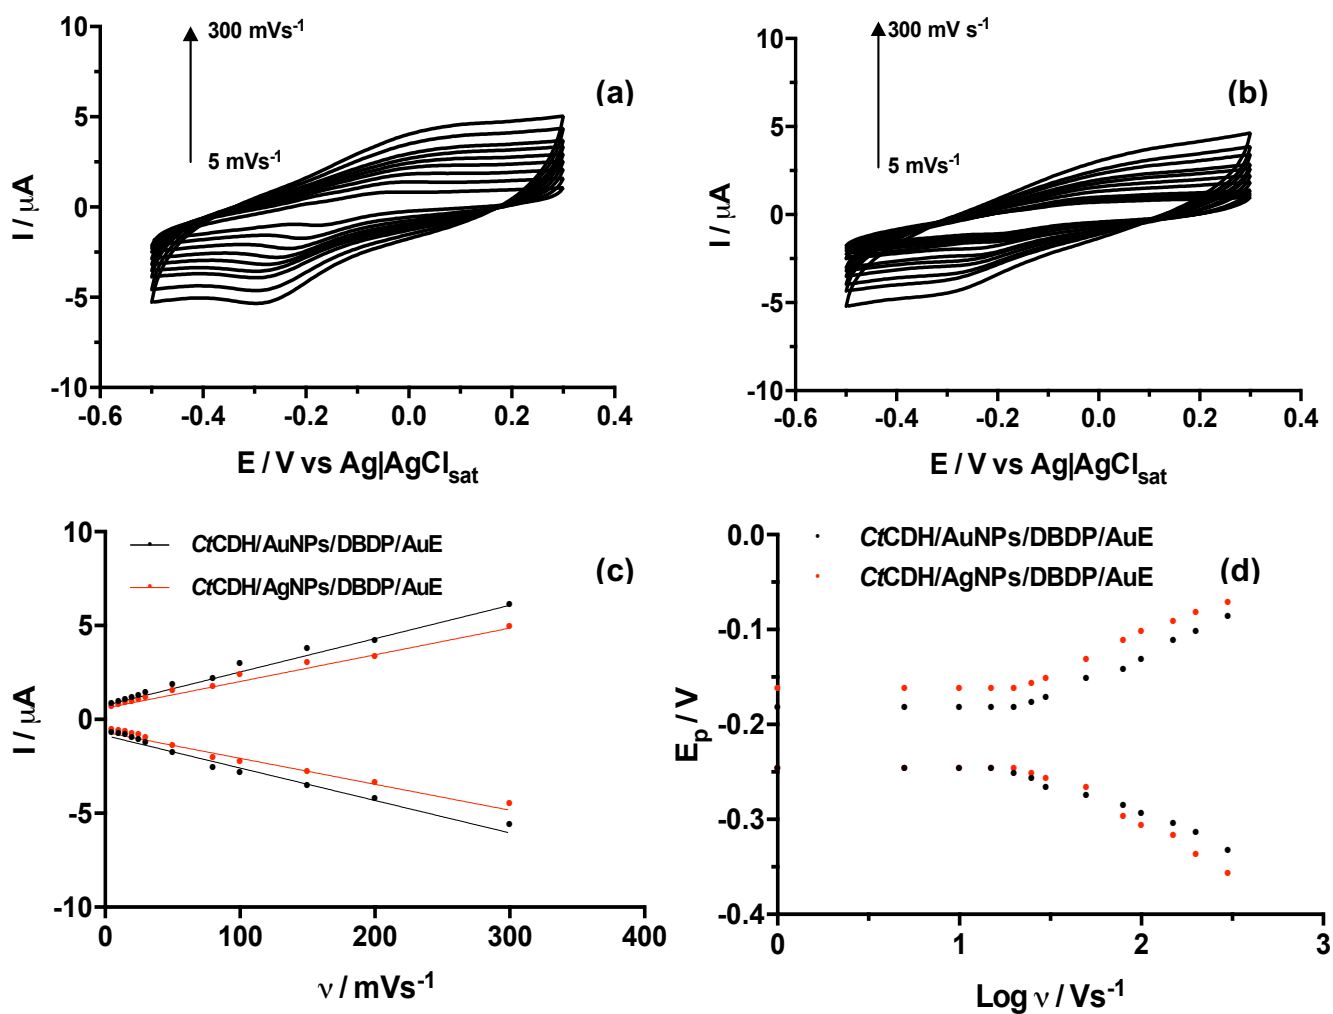 300 mVs-1
(a)
5 mVs-1
10
5
0
-5
-10
I / μA
-0.6 -0.4 -0.2 0.0 0.2 0.4
E / V vs Ag|AgClsat
300 mV s-1
(b)
5 mVs-1
10
5
0
-5
-10
I / μA
-0.6 -0.4 -0.2 0.0 0.2 0.4
E / V vs Ag|AgClsat
CtCDH/AuNPs/DBDP/AuE
CtCDH/AgNPs/DBDP/AuE
(c)
10
5
0
-5
-10
I / μA
0 100 200 300 400
ν / mVs-1
CtCDH/AuNPs/DBDP/AuE
CtCDH/AgNPs/DBDP/AuE
(d)
0.0
-0.1
-0.2
-0.3
-0.4
Ep / V
0 1 2 3
Log ν / Vs-1